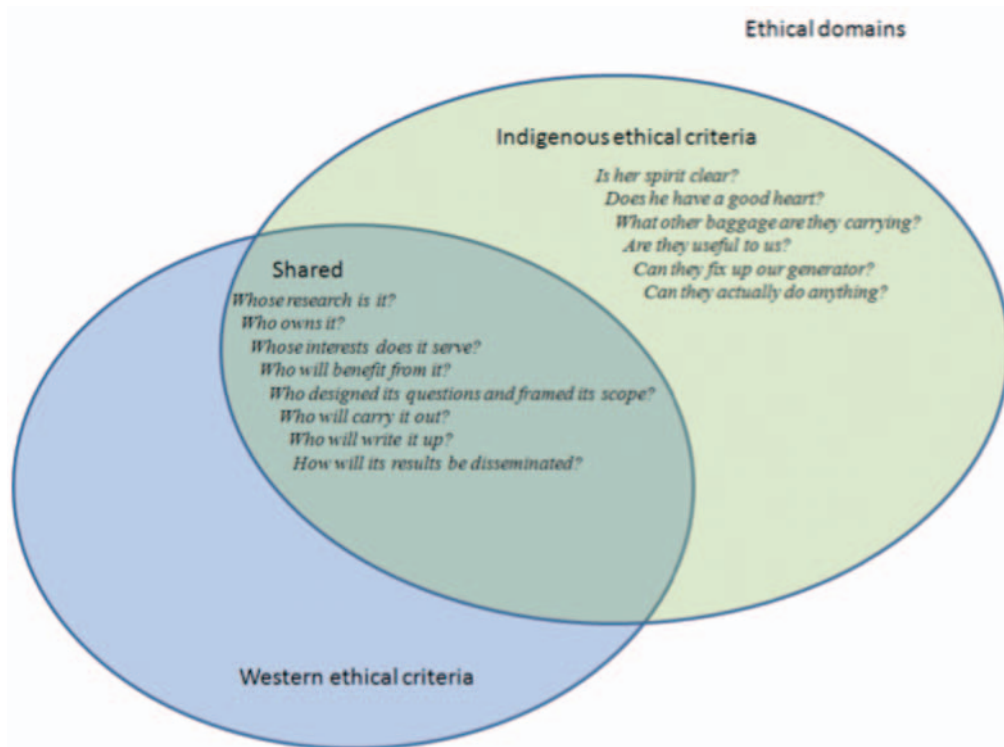 Ethical domains
Indigenous ethical criteria
Is her spirit clear?
Does he have a good heart?
What other baggage are they carrying?
Are they useful to us?
Can they fix up our generator?
Can they actually do anything?
Shared
Whose research is it?
Who owns it?
Whose interests does it serve?
Who will benefit from it?
Who designed its questions and framed its scope?
Who will carry it out?
Who will write it up?
How will its results be disseminated?
Western ethical criteria